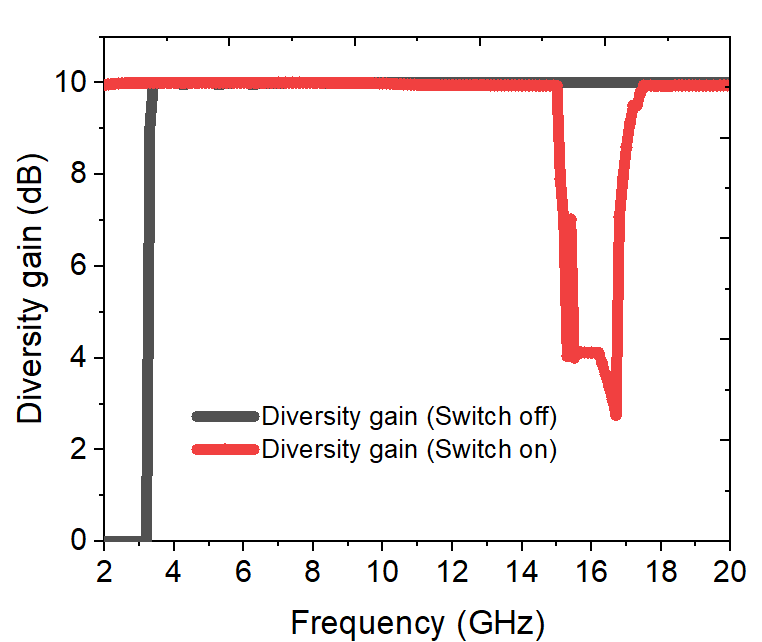 Diversity gain (dB)
10
8
6
4
2
0
Diversity gain (Switch off)
Diversity gain (Switch on)
2 4 6 8 10 12 14 16 18 20
Frequency (GHz)